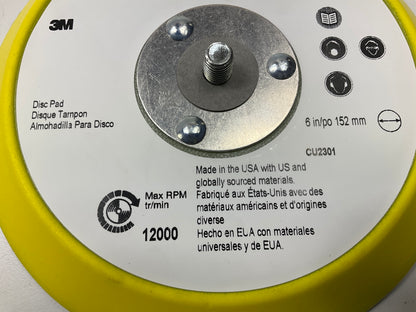 3M
Disc Pad
Disque Tampon
Almohadilla Para Disco
6 in/po 152 mm
CU2301
Made in the USA with US and
globally sourced materials.
Fabriqué aux États-Unis avec des
matériaux américains et d'origines
diverse
Hecho en EUA con materiales
universales y de EUA.
Max RPM
tr/min
12000